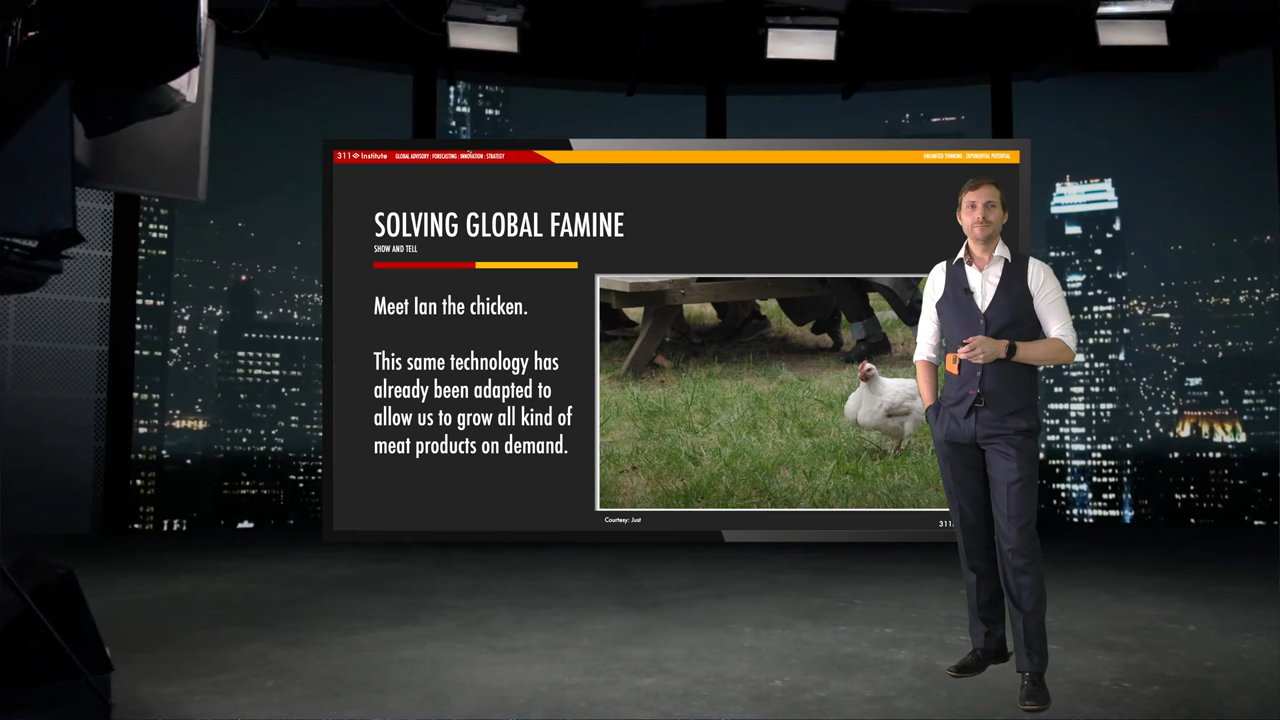 311 Institute GLOBAL ADVISORY : FORECASTING : INNOVATION : STRATEGY
UNLIMITED THINKING . EXPONENTIAL POTENTIAL
SOLVING GLOBAL FAMINE
SHOW AND TELL
Meet Ian the chicken.
This same technology has
already been adapted to
allow us to grow all kind of
meat products on demand.
Courtesy: Just
311